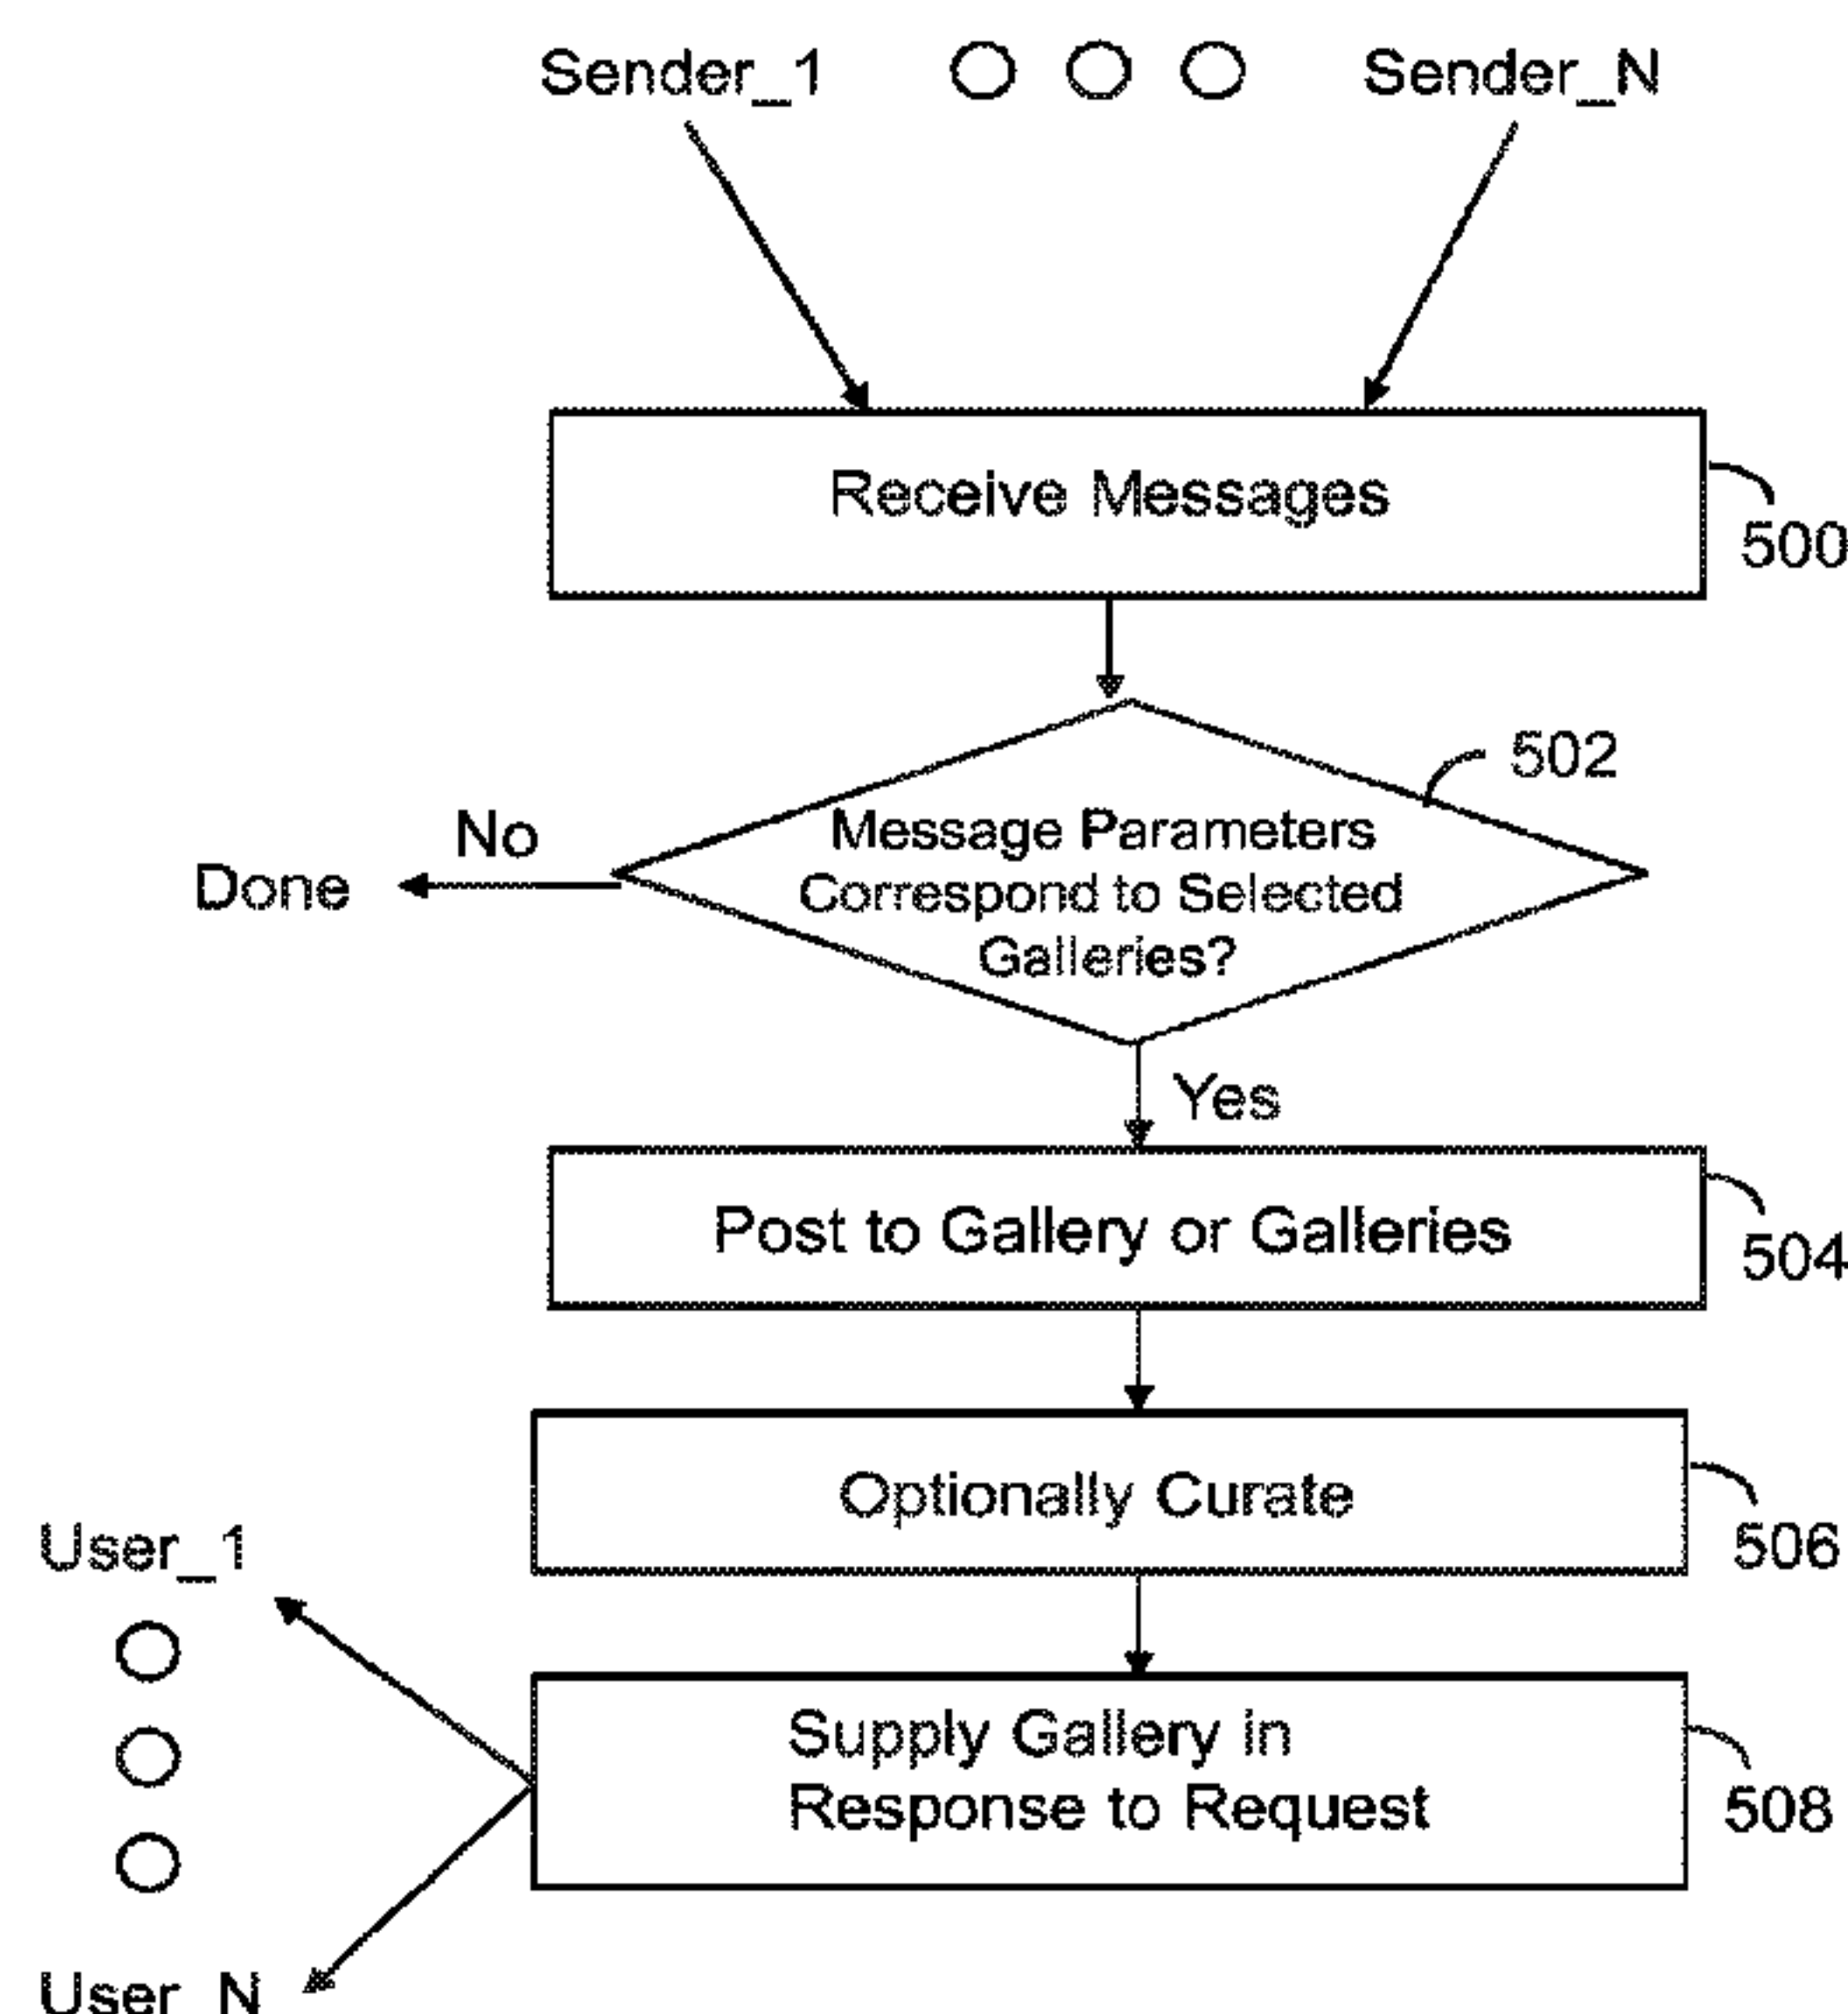 Sender_1
Sender_N
Receive Messages
500
502
Message Parameters
Correspond to Selected
Galleries?
No
Done
Yes
Post to Gallery or Galleries
504
Optionally Curate
506
User_1
Supply Gallery in
Response to Request
508
User_N